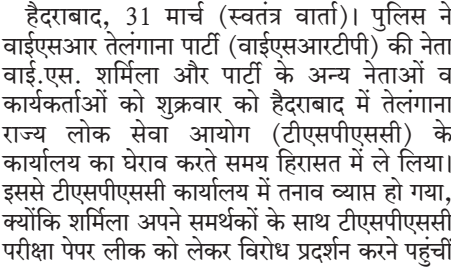 हैदराबाद, 31 मार्च (स्वतंत्र वार्ता)। पुलिस ने
वाईएसआर तेलंगाना पार्टी (वाईएसआरटीपी) की नेता
वाई.एस. शर्मिला और पार्टी के अन्य नेताओं व
कार्यकर्ताओं को शुक्रवार को हैदराबाद में तेलंगाना
राज्य लोक सेवा आयोग (टीएसपीएससी) के
कार्यालय का घेराव करते समय हिरासत में ले लिया।
इससे टीएसपीएससी कार्यालय में तनाव व्याप्त हो गया,
क्योंकि शर्मिला अपने समर्थकों के साथ टीएसपीएससी
परीक्षा पेपर लीक को लेकर विरोध प्रदर्शन करने पहुंचीं